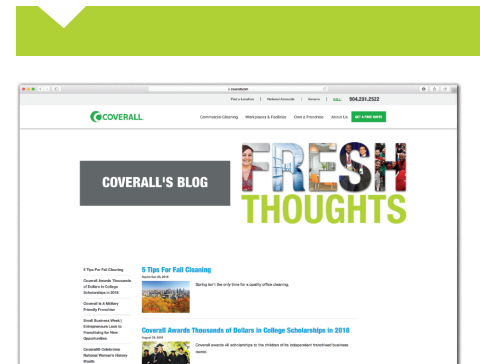 coverall.com
Find a Location | National Accounts | Careers | CALL: 904.231.2522
COVERALL
Commercial Cleaning Workplaces & Facilities Own a Franchise About Us GET A FREE QUOTE
COVERALL'S BLOG
FRESH
THOUGHTS
5 Tips For Fall Cleaning
Coverall Awards Thousands
of Dollars in College
Scholarships in 2018
Coverall Is A Military
Friendly Franchise
Small Business Week |
Entrepreneurs Look to
Franchising for New
Opportunities
Coverall® Celebrates
National Women's History
Month
5 Tips For Fall Cleaning
September 05, 2018
Spring isn't the only time for a quality office cleaning.
Coverall Awards Thousands of Dollars in College Scholarships in 2018
August 24, 2018
Coverall awards 40 scholarships to the children of its independent franchised business
owner.